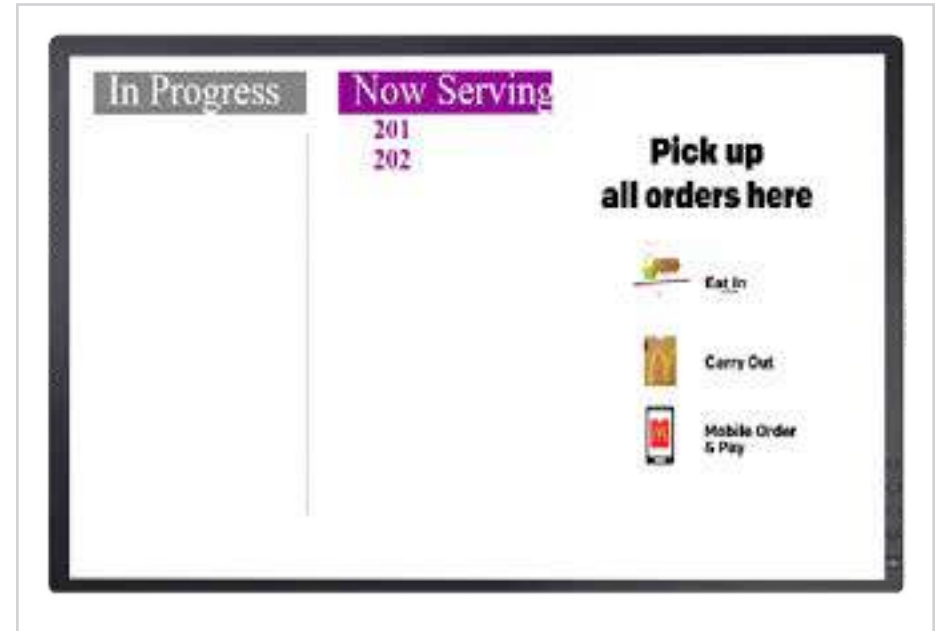 In Progress
Now Serving
201
202
Pick up
all orders here
Eat In
Carry Out
Mobile Order
& Pay